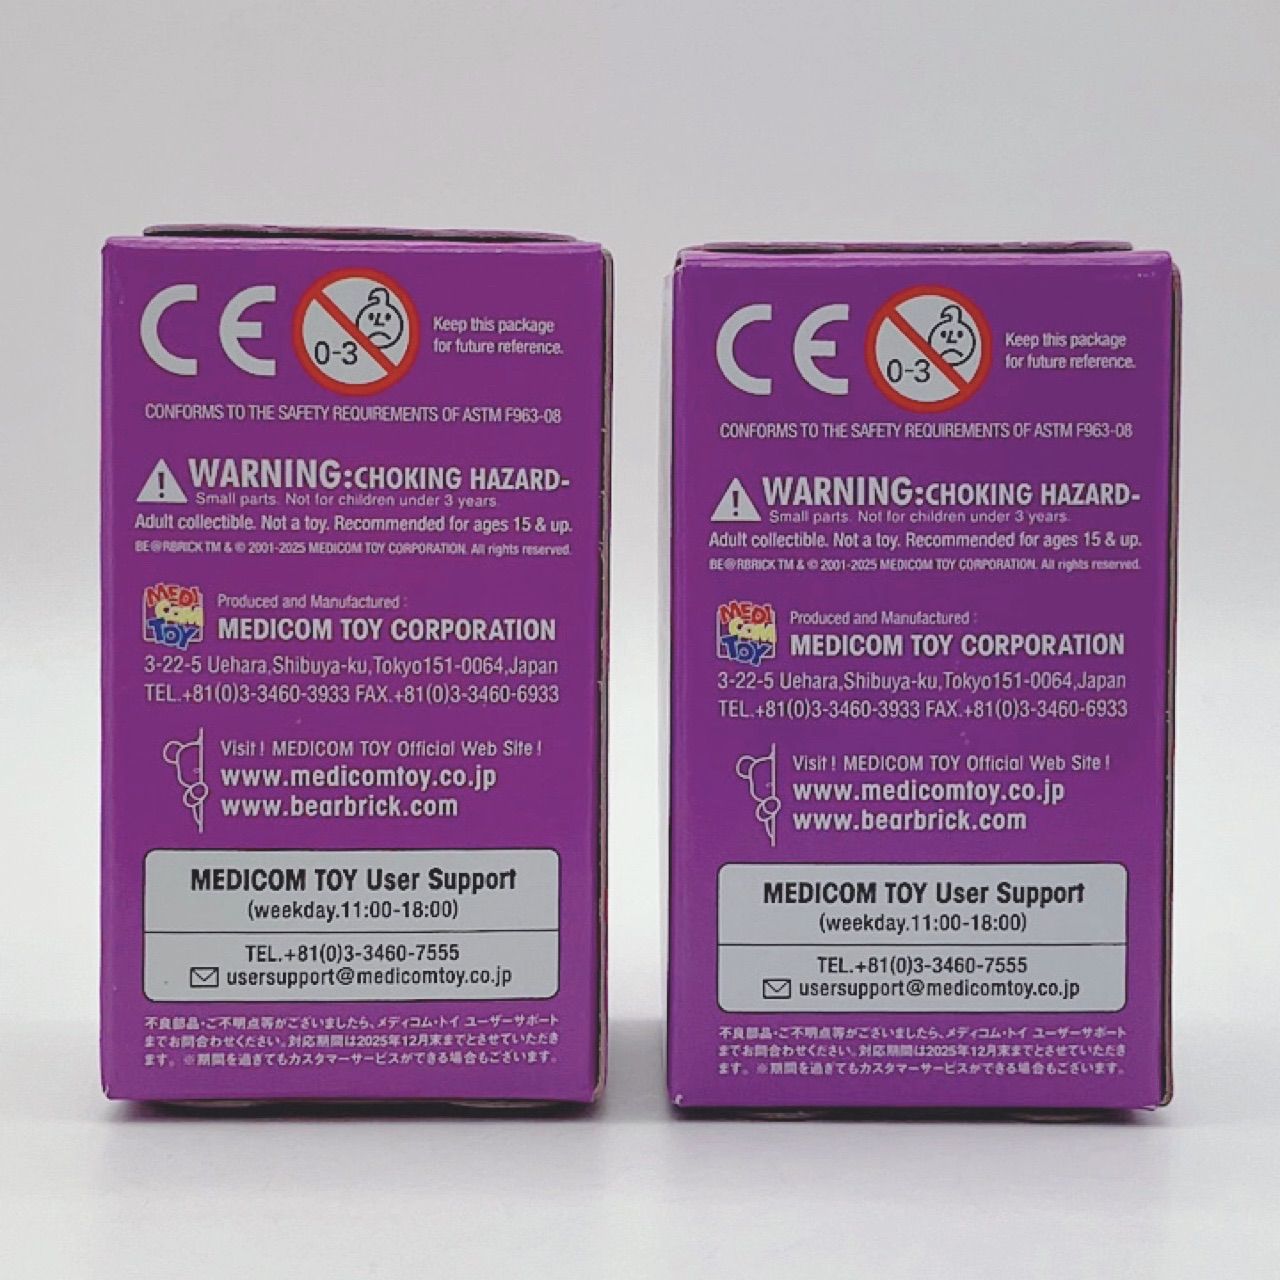 CE
0-3
Keep this package
for future reference.
CONFORMS TO THE SAFETY REQUIREMENTS OF ASTM F963-08
WARNING:CHOKING HAZARD-
Small parts. Not for children under 3 years.
Adult collectible. Not a toy. Recommended for ages 15 & up.
BE@RBRICK TM & © 2001-2025 MEDICOM TOY CORPORATION. All rights reserved.
MEDI
COM
TOY
Produced and Manufactured :
MEDICOM TOY CORPORATION
3-22-5 Uehara,Shibuya-ku,Tokyo151-0064,Japan
TEL.+81(0)3-3460-3933 FAX.+81(0)3-3460-6933
Visit ! MEDICOM TOY Official Web Site !
www.medicomtoy.co.jp
www.bearbrick.com
MEDICOM TOY User Support
(weekday.11:00-18:00)
TEL.+81(0)3-3460-7555
usersupport@medicomtoy.co.jp
不良部品・ご不明点等がございましたら、メディコム・トイ ユーザーサポート
までお問合わせください。対応期間は2025年12月末までとさせていただき
ます。※期間を過ぎてもカスタマーサービスができる場合もございます。
CE
0-3
Keep this package
for future reference.
CONFORMS TO THE SAFETY REQUIREMENTS OF ASTM F963-08
WARNING:CHOKING HAZARD-
Small parts. Not for children under 3 years.
Adult collectible. Not a toy. Recommended for ages 15 & up.
BE@RBRICK TM & © 2001-2025 MEDICOM TOY CORPORATION. All rights reserved.
MEDI
COM
TOY
Produced and Manufactured :
MEDICOM TOY CORPORATION
3-22-5 Uehara,Shibuya-ku,Tokyo151-0064,Japan
TEL.+81(0)3-3460-3933 FAX.+81(0)3-3460-6933
Visit ! MEDICOM TOY Official Web Site !
www.medicomtoy.co.jp
www.bearbrick.com
MEDICOM TOY User Support
(weekday.11:00-18:00)
TEL.+81(0)3-3460-7555
usersupport@medicomtoy.co.jp
不良部品・ご不明点等がございましたら、メディコム・トイ ユーザーサポート
までお問合わせください。対応期間は2025年12月末までとさせていただき
ます。※期間を過ぎてもカスタマーサービスができる場合もございます。